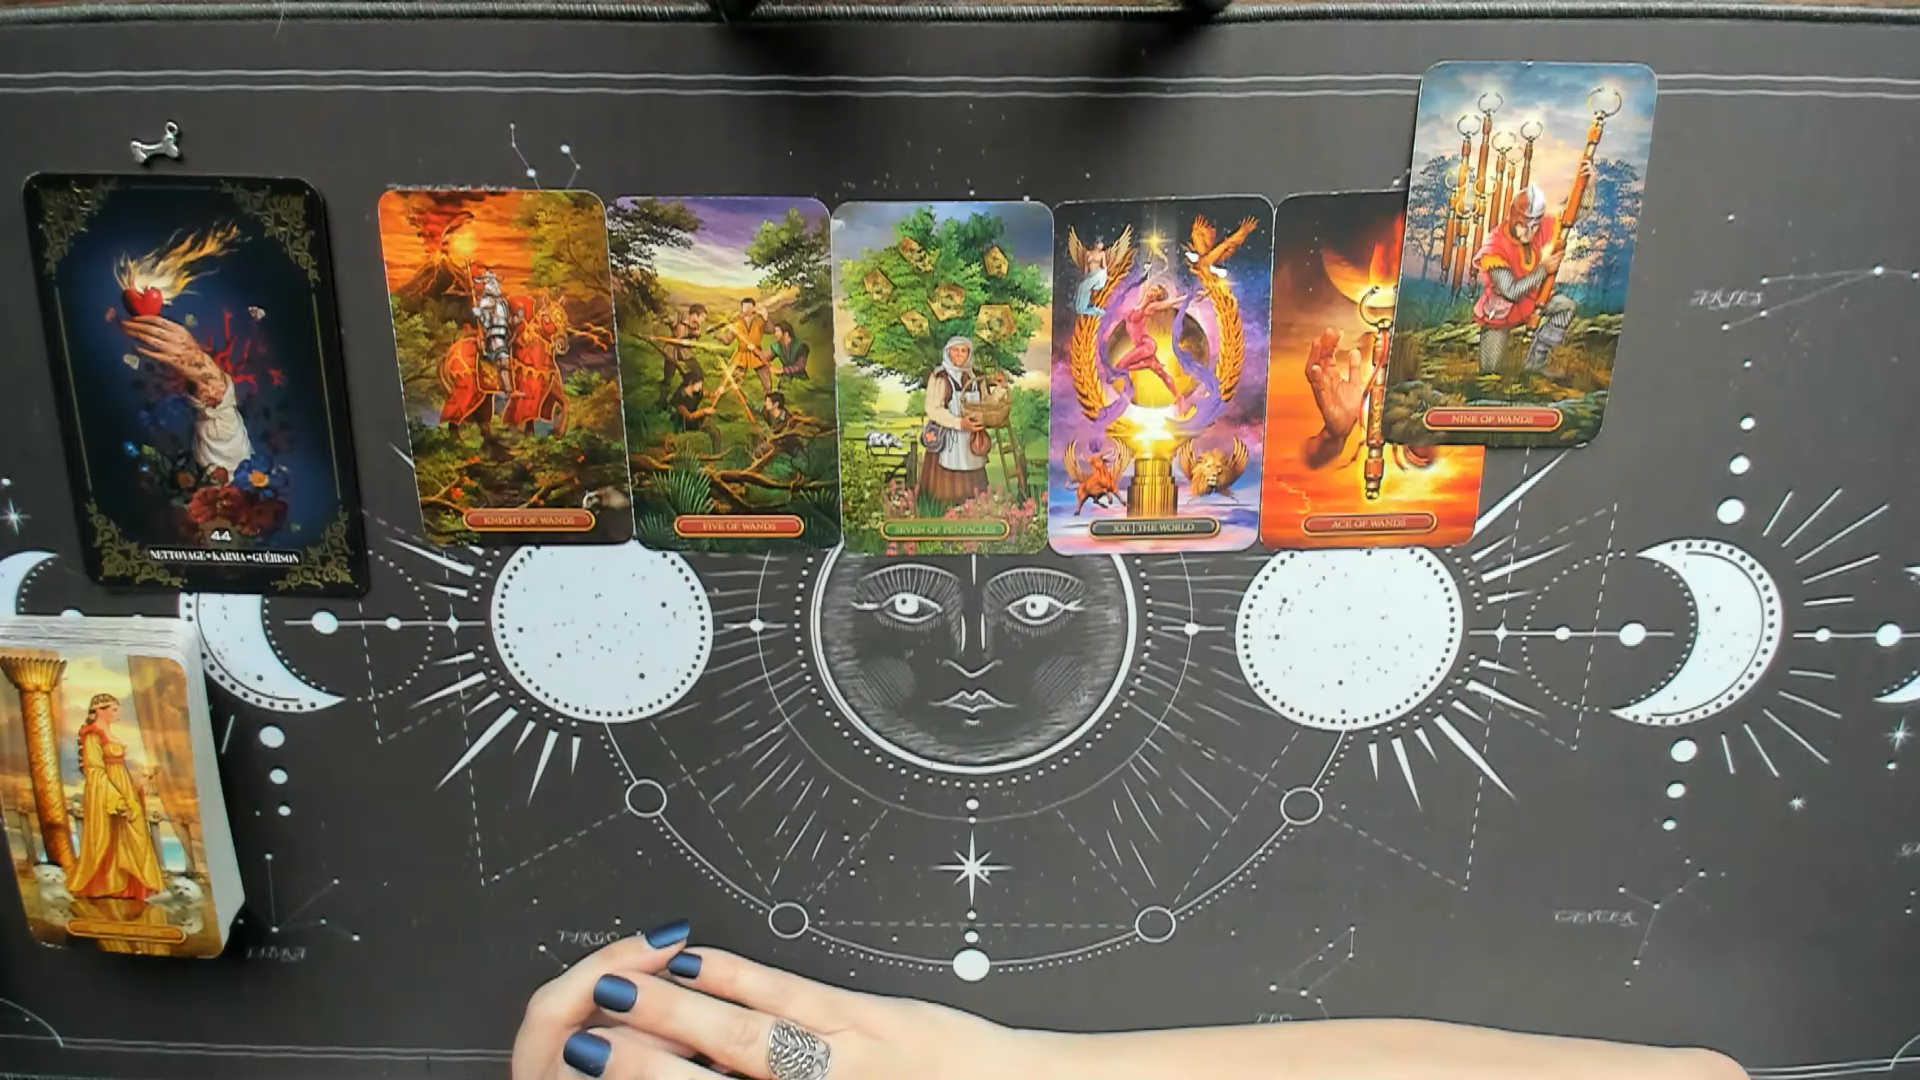 ARIES
NINE OF WANDS
KNIGHT OF WANDS
FIVE OF WANDS
SEVEN OF PENTACLES
XXI | THE WORLD
ACE OF WANDS
44
NETTOYAGE•KARMA•GUÉRISON
CANCER
VIRGO
LIBRA
LEO